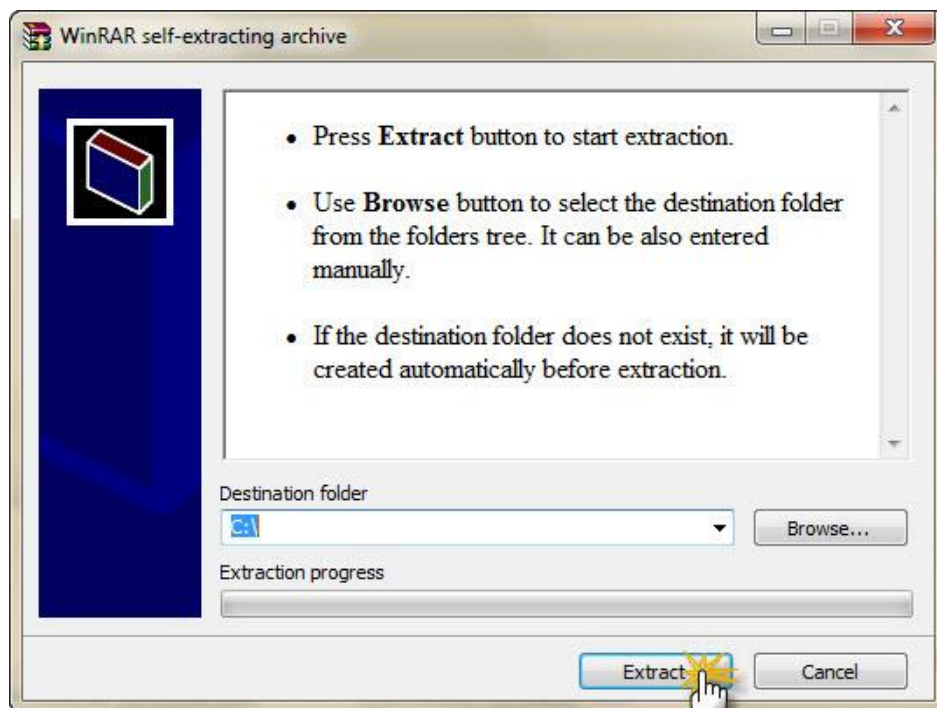 WinRAR self-extracting archive
• Press Extract button to start extraction.
• Use Browse button to select the destination folder
from the folders tree. It can be also entered
manually.
• If the destination folder does not exist, it will be
created automatically before extraction.
Destination folder
C:\
Browse...
Extraction progress
Extract
Cancel